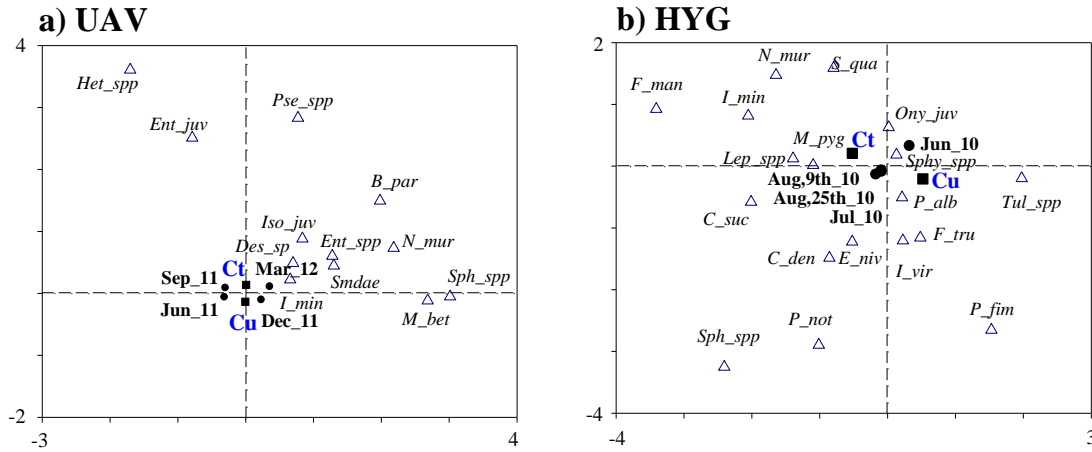 a) UAV
b) HYG
4
Het_spp
Pse_spp
Ent_juv
B_par
Iso_juv
Des_sp
Ent_spp
N_mur
Sep_11
Ct
Mar_12
Smdae
Sph_spp
Jun_11
I_min
Cu
Dec_11
M_bet
-2
-3
4
2
N_mur
S_qua
F_man
I_min
Ony_juv
M_pyg
Ct
Jun_10
Lep_spp
Sphy_spp
Aug,9th_10
Cu
Aug,25th_10
P_alb
Tul_spp
C_suc
Jul_10
F_tru
C_den
E_niv
I_vir
P_fim
Sph_spp
P_not
-4
-4
3